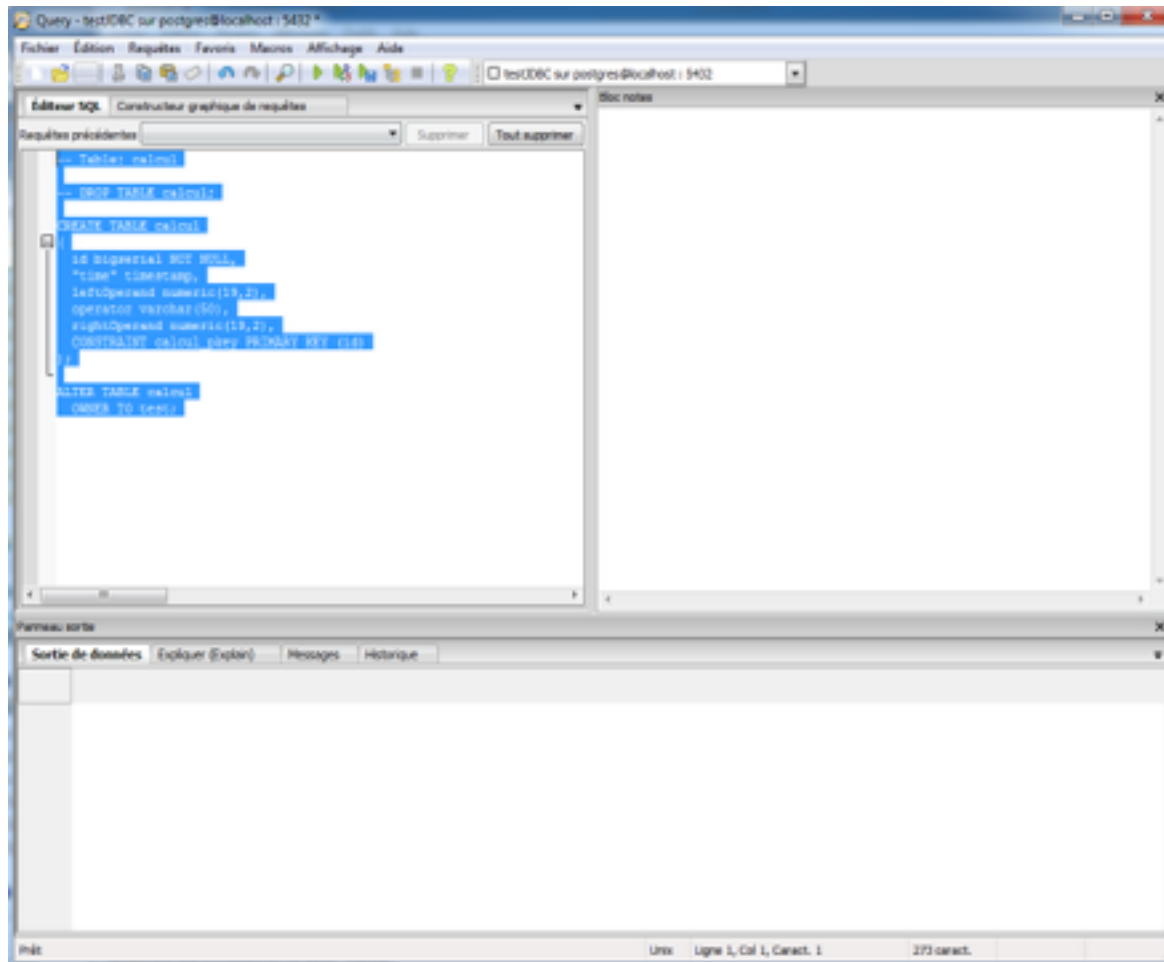 Query - testJDBC sur postgres@localhost : 5432 *
Fichier Édition Requêtes Favoris Macros Affichage Aide
testJDBC sur postgres@localhost : 5432
Éditeur SQL Constructeur graphique de requêtes
Bloc notes
Requêtes précédentes Supprimer Tout supprimer
-- Table: calcul
-- DROP TABLE calcul;
CREATE TABLE calcul
(
id bigserial NOT NULL,
"time" timestamp,
leftOperand numeric(19,2),
operator varchar(50),
rightOperand numeric(19,2),
CONSTRAINT calcul_pkey PRIMARY KEY (id)
);
ALTER TABLE calcul
OWNER TO test;
Panneau sortie
Sortie de données Expliquer (Explain) Messages Historique
Prêt Unix Ligne 1, Col 1, Caract. 1 273 caract.